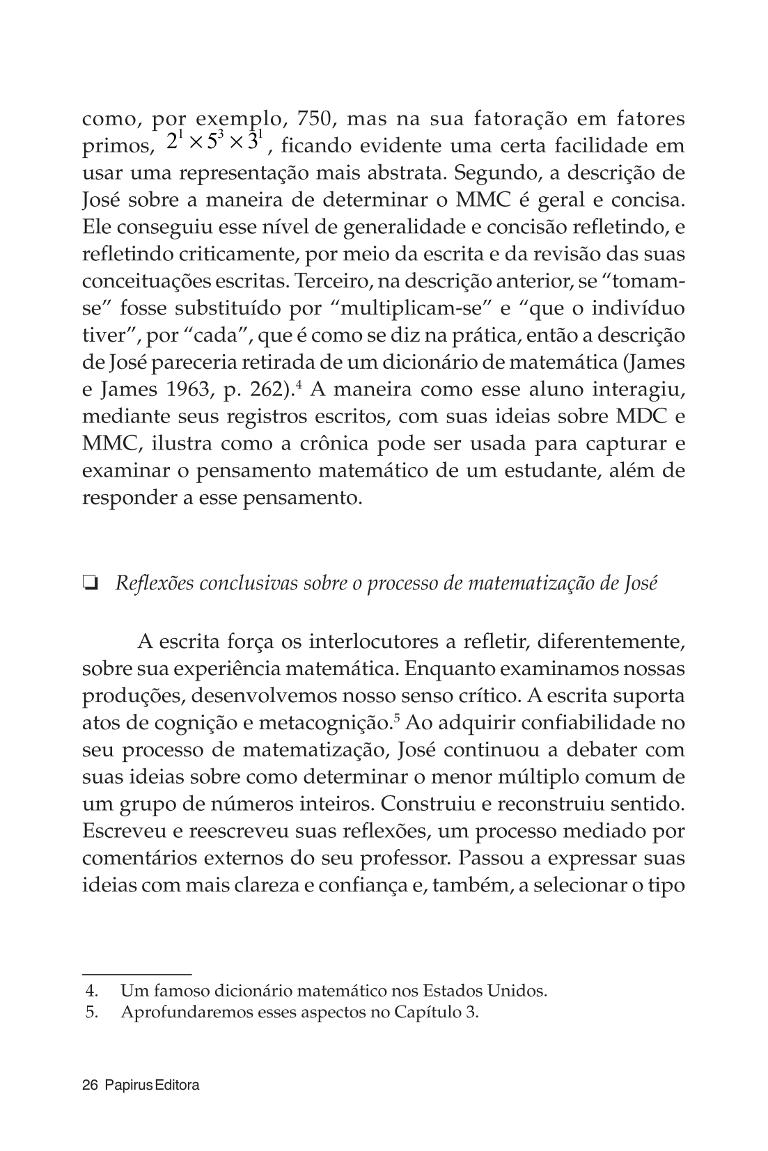 como, por exemplo, 750, mas na sua fatoração em fatores
primos, 2¹ × 5³ × 3¹, ficando evidente uma certa facilidade em
usar uma representação mais abstrata. Segundo, a descrição de
José sobre a maneira de determinar o MMC é geral e concisa.
Ele conseguiu esse nível de generalidade e concisão refletindo, e
refletindo criticamente, por meio da escrita e da revisão das suas
conceituações escritas. Terceiro, na descrição anterior, se “tomam-
se” fosse substituído por “multiplicam-se” e “que o indivíduo
tiver”, por “cada”, que é como se diz na prática, então a descrição
de José pareceria retirada de um dicionário de matemática (James
e James 1963, p. 262).⁴ A maneira como esse aluno interagiu,
mediante seus registros escritos, com suas ideias sobre MDC e
MMC, ilustra como a crônica pode ser usada para capturar e
examinar o pensamento matemático de um estudante, além de
responder a esse pensamento.
❏ Reflexões conclusivas sobre o processo de matematização de José
A escrita força os interlocutores a refletir, diferentemente,
sobre sua experiência matemática. Enquanto examinamos nossas
produções, desenvolvemos nosso senso crítico. A escrita suporta
atos de cognição e metacognição.⁵ Ao adquirir confiabilidade no
seu processo de matematização, José continuou a debater com
suas ideias sobre como determinar o menor múltiplo comum de
um grupo de números inteiros. Construiu e reconstruiu sentido.
Escreveu e reescreveu suas reflexões, um processo mediado por
comentários externos do seu professor. Passou a expressar suas
ideias com mais clareza e confiança e, também, a selecionar o tipo
4. Um famoso dicionário matemático nos Estados Unidos.
5. Aprofundaremos esses aspectos no Capítulo 3.
26 Papirus Editora